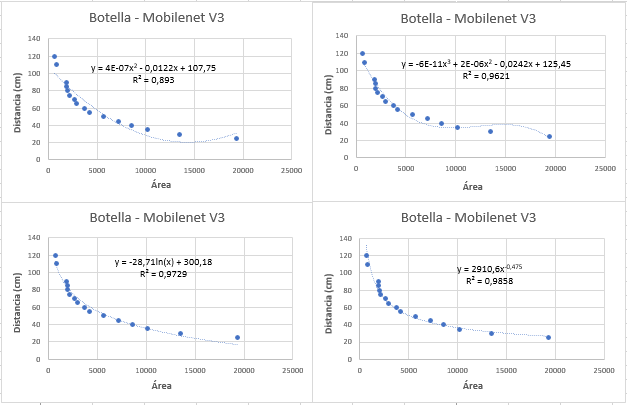 Botella - Mobilenet V3
140
120
100
80
60
40
20
0
Distancia (cm)
y = 4E-07x² - 0,0122x + 107,75
R² = 0,893
0 5000 10000 15000 20000 25000
Área
Botella - Mobilenet V3
140
120
100
80
60
40
20
0
Distancia (cm)
y = -6E-11x³ + 2E-06x² - 0,0242x + 125,45
R² = 0,9621
0 5000 10000 15000 20000 25000
Área
Botella - Mobilenet V3
140
120
100
80
60
40
20
0
Distancia (cm)
y = -28,71ln(x) + 300,18
R² = 0,9729
0 5000 10000 15000 20000 25000
Área
Botella - Mobilenet V3
140
120
100
80
60
40
20
0
Distancia (cm)
y = 2910,6x⁻⁰,⁴⁷⁵
R² = 0,9858
0 5000 10000 15000 20000 25000
Área